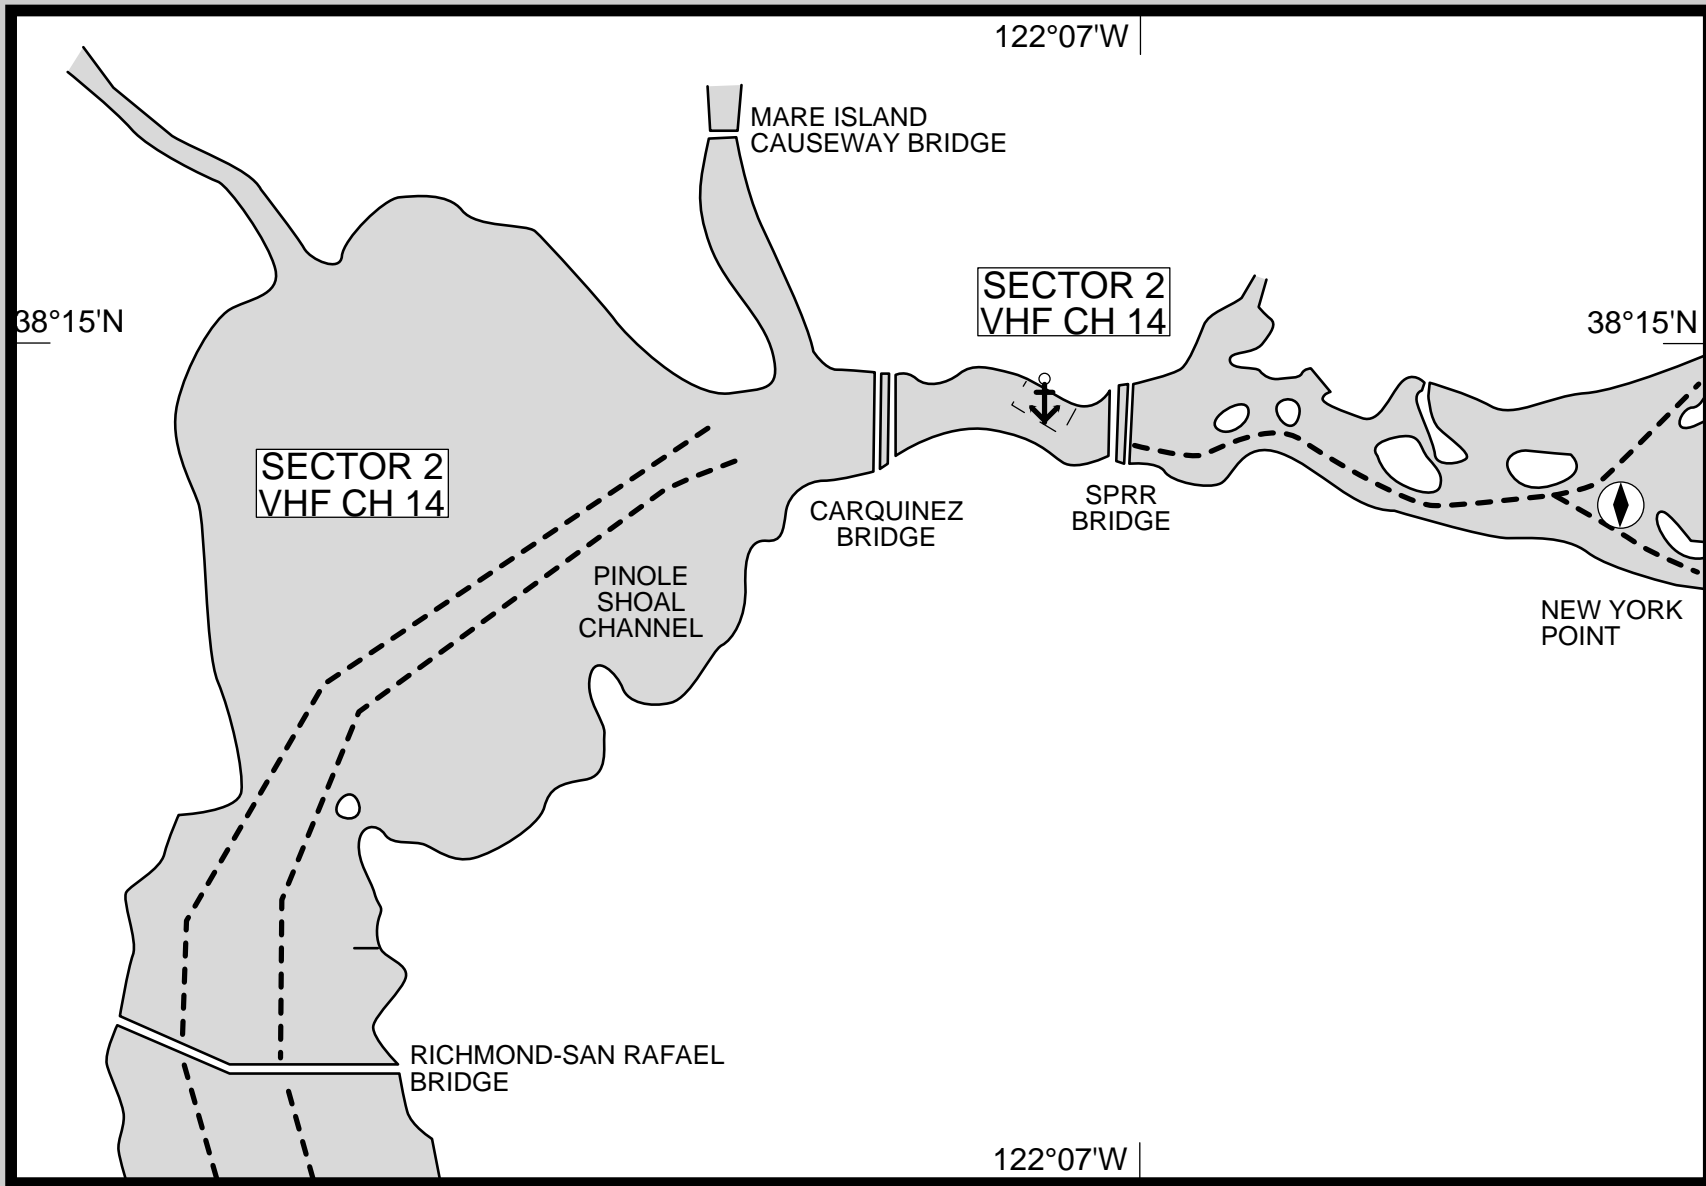 122°07'W
MARE ISLAND
CAUSEWAY BRIDGE
SECTOR 2
VHF CH 14
38°15'N
38°15'N
SECTOR 2
VHF CH 14
CARQUINEZ
BRIDGE
SPRR
BRIDGE
PINOLE
SHOAL
CHANNEL
NEW YORK
POINT
RICHMOND-SAN RAFAEL
BRIDGE
122°07'W